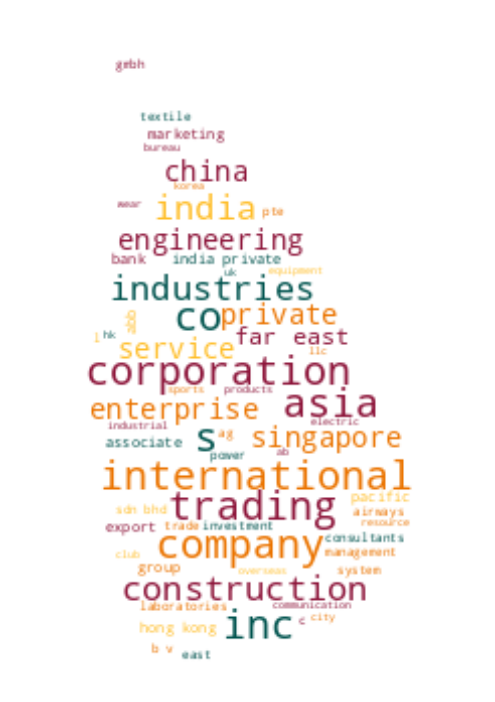 gmbh
textile
marketing
bureau
china
korea
wear
india pte
engineering
bank india private
uk equipment
industries
co private
hk far east
l
service llc
corporation
sports products
enterprise asia
industrial electric
associate s ag singapore
power ab
international
trading pacific
sdn bhd airways
export trade investment resource
company consultants
club management
group overseas system
construction
laboratories communication
hong kong inc c city
b v east